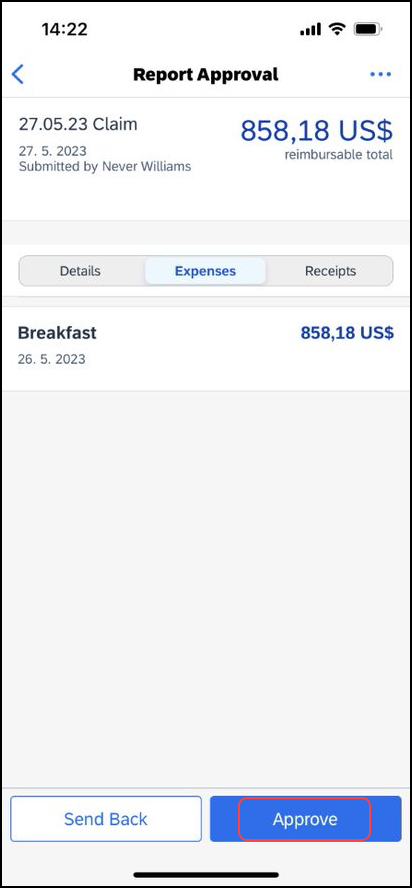 14:22
Report Approval
27.05.23 Claim
858,18 US$
27. 5. 2023
reimbursable total
Submitted by Never Williams
Details
Expenses
Receipts
Breakfast
858,18 US$
26. 5. 2023
Send Back
Approve